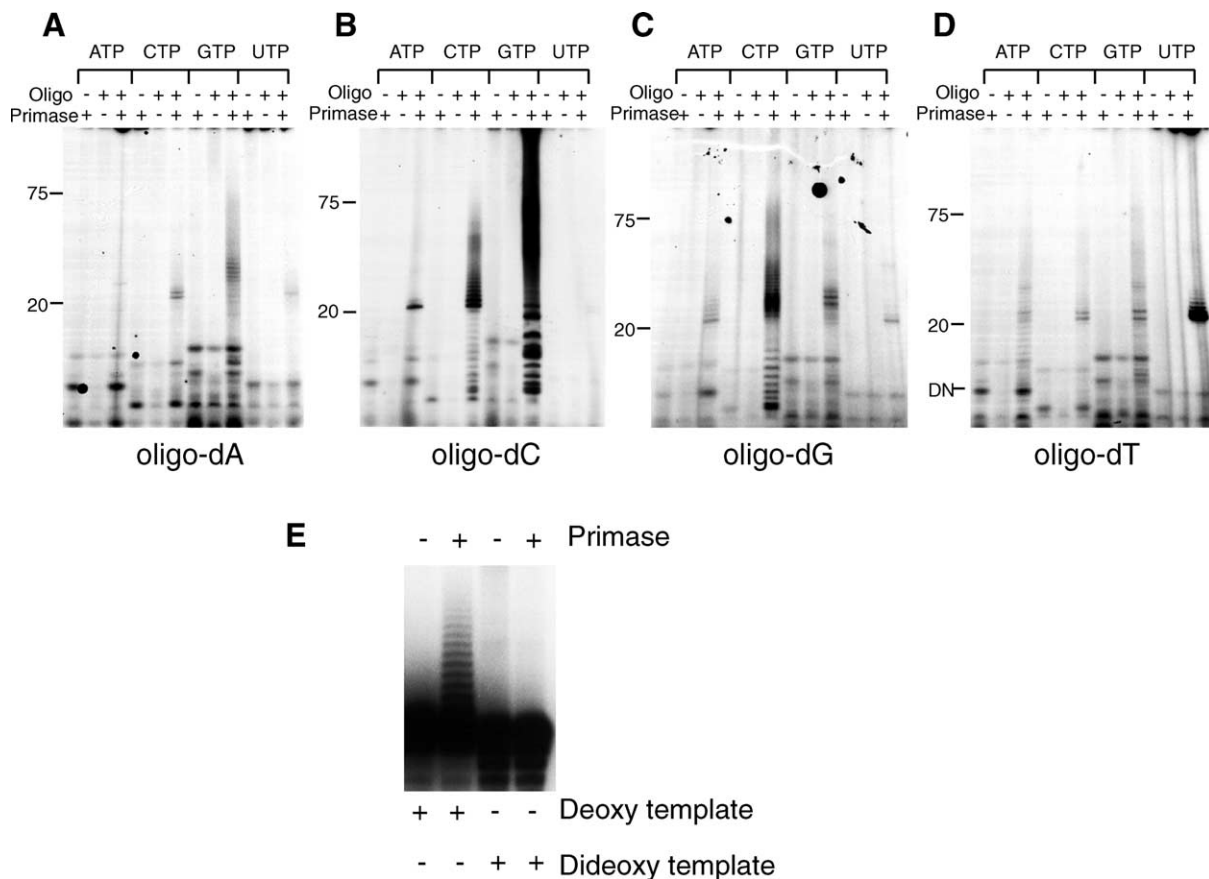 A
ATP CTP GTP UTP
Oligo - + + - + + - + + - + +
Primase + - + + - + + - + + - +
75
20
oligo-dA
B
ATP CTP GTP UTP
Oligo - + + - + + - + + - + +
Primase + - + + - + + - + + - +
75
20
oligo-dC
C
ATP CTP GTP UTP
Oligo - + + - + + - + + - + +
Primase + - + + - + + - + + - +
75
20
oligo-dG
D
ATP CTP GTP UTP
Oligo - + + - + + - + + - + +
Primase + - + + - + + - + + - +
75
20
DN
oligo-dT
E
- + - + Primase
+ + - - Deoxy template
- - + + Dideoxy template